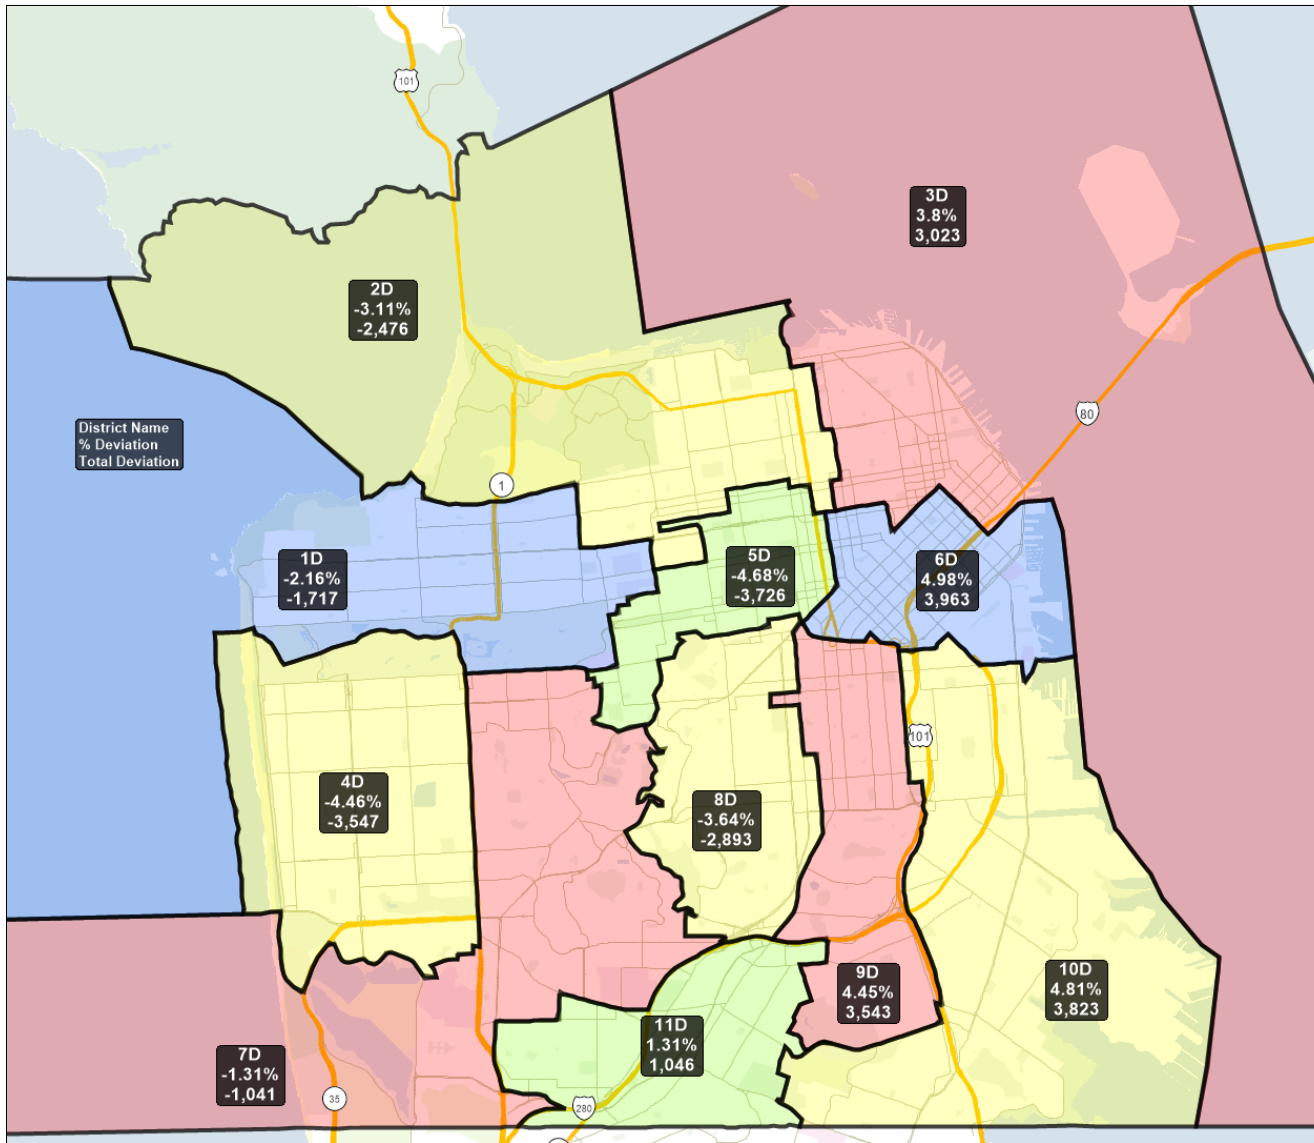 101
3D
3.8%
3,023
2D
-3.11%
-2,476
80
District Name
% Deviation
Total Deviation
1
1D
-2.16%
-1,717
5D
-4.68%
-3,726
6D
4.98%
3,963
101
4D
-4.46%
-3,547
8D
-3.64%
-2,893
9D
4.45%
3,543
10D
4.81%
3,823
11D
1.31%
1,046
7D
-1.31%
-1,041
35
280